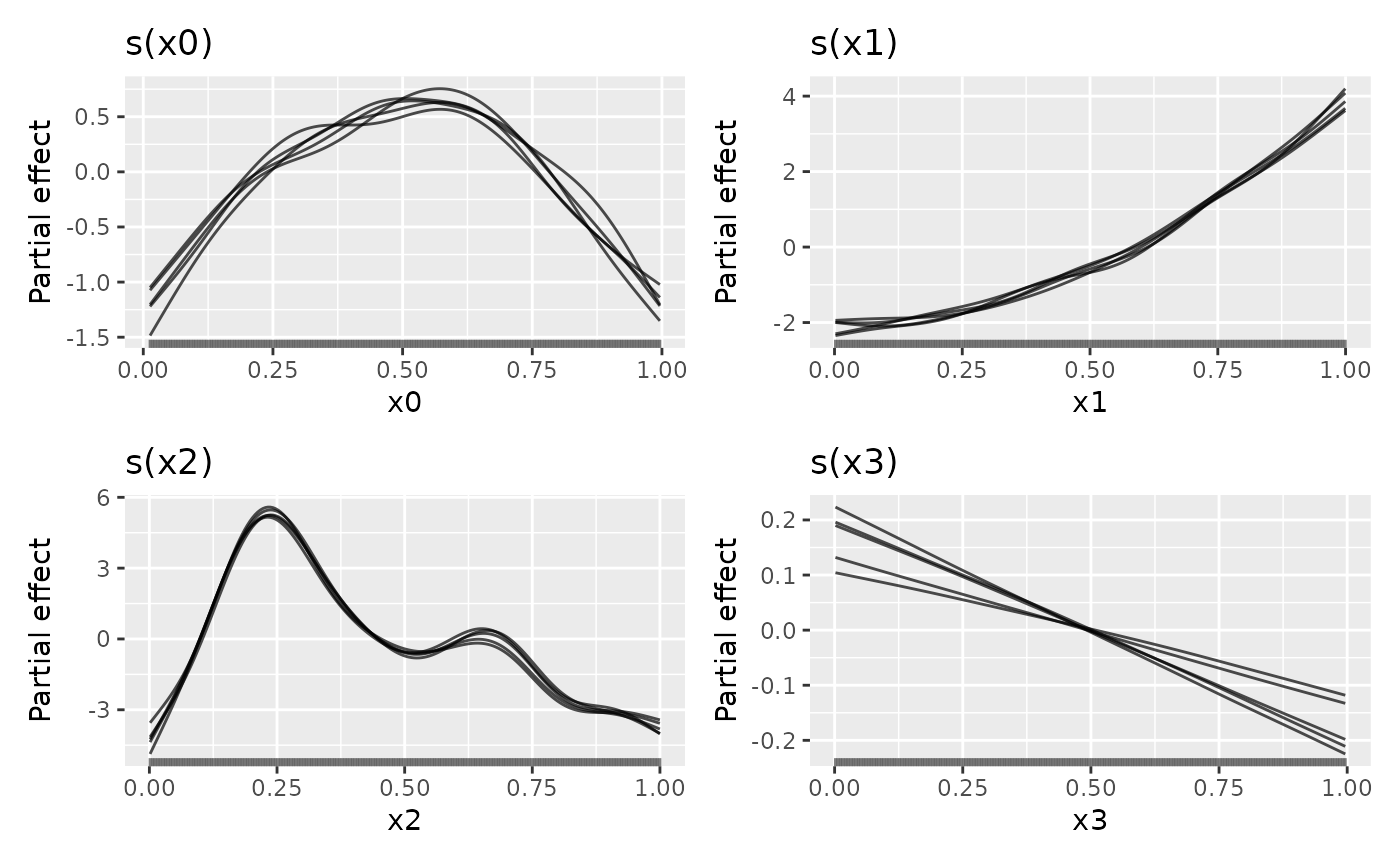 s(x0)
Partial effect
0.5
0.0
-0.5
-1.0
-1.5
0.00 0.25 0.50 0.75 1.00
x0
s(x1)
Partial effect
4
2
0
-2
0.00 0.25 0.50 0.75 1.00
x1
s(x2)
Partial effect
6
3
0
-3
0.00 0.25 0.50 0.75 1.00
x2
s(x3)
Partial effect
0.2
0.1
0.0
-0.1
-0.2
0.00 0.25 0.50 0.75 1.00
x3